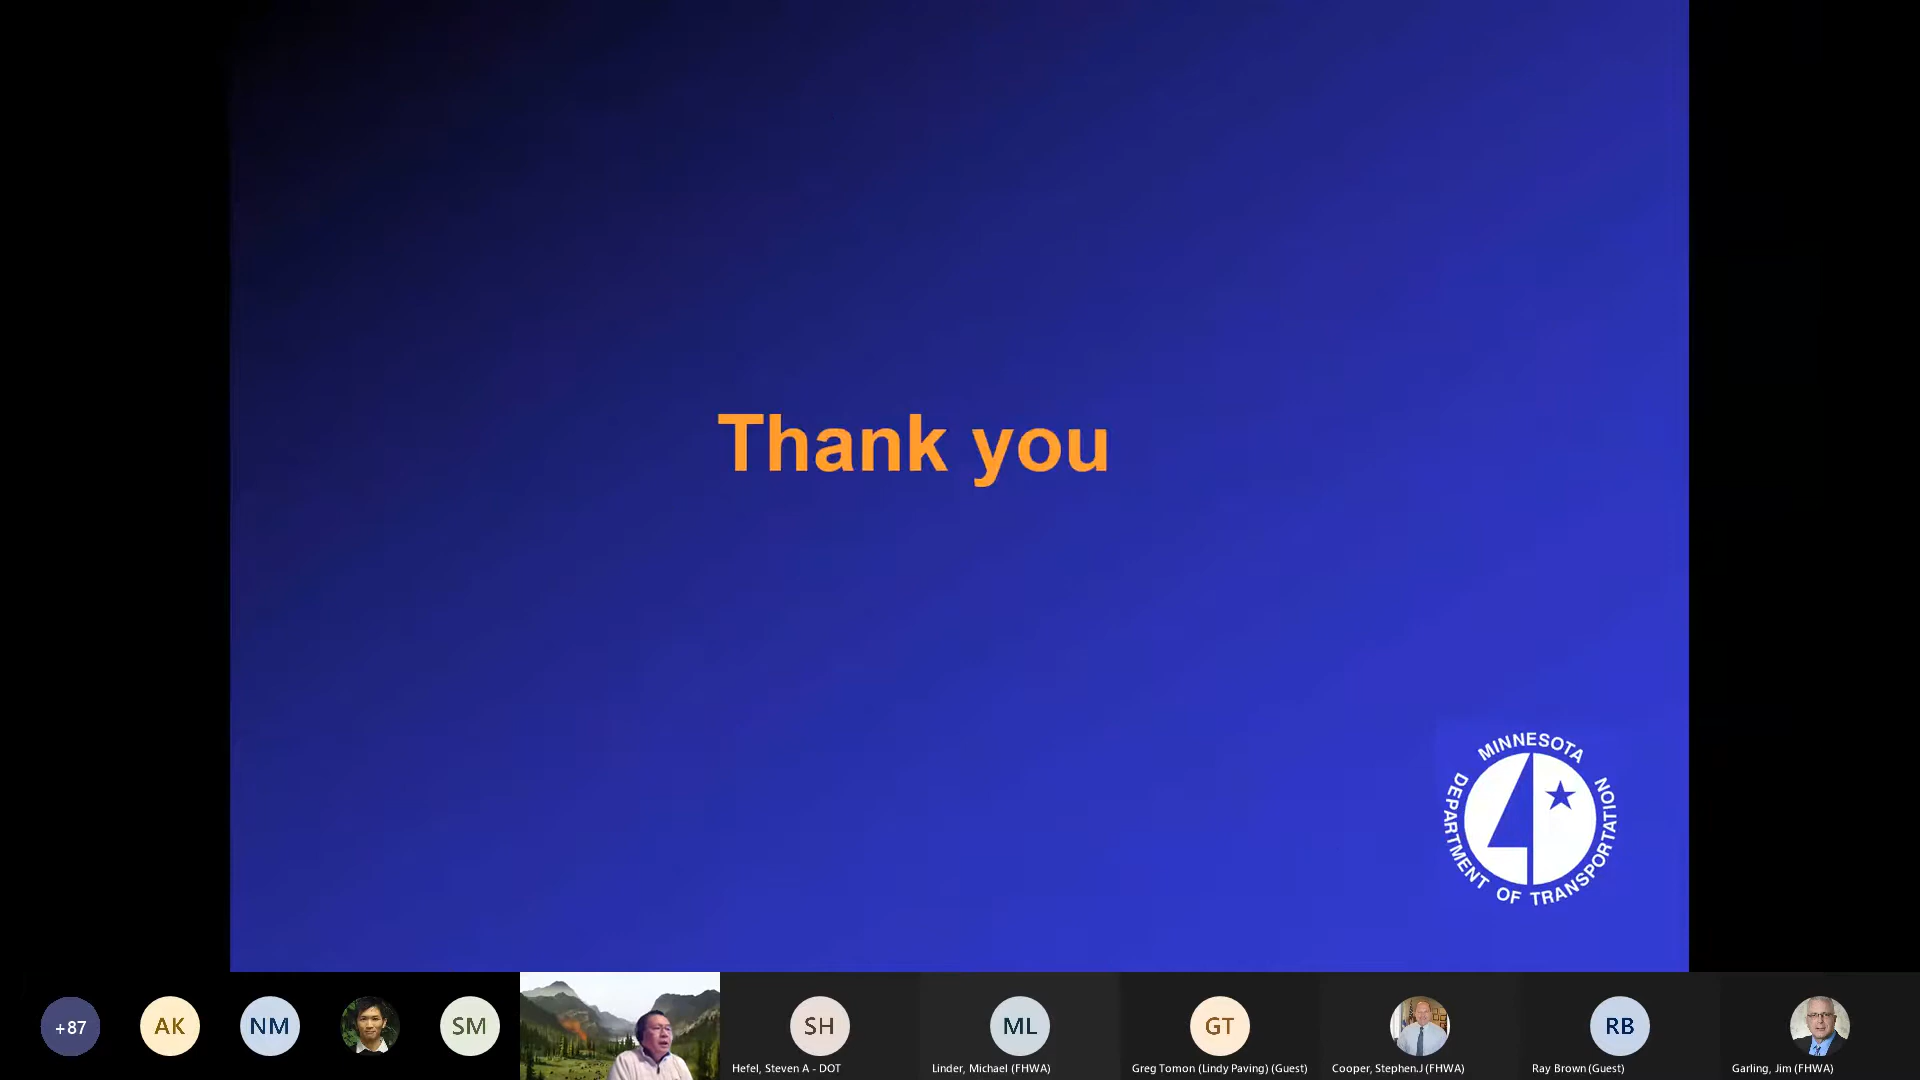 Thank you
MINNESOTA
DEPARTMENT OF TRANSPORTATION
+87
AK
NM
SM
SH
ML
GT
RB
Hefel, Steven A - DOT
Linder, Michael (FHWA)
Greg Tomon (Lindy Paving) (Guest)
Cooper, Stephen.J (FHWA)
Ray Brown (Guest)
Garling, Jim (FHWA)